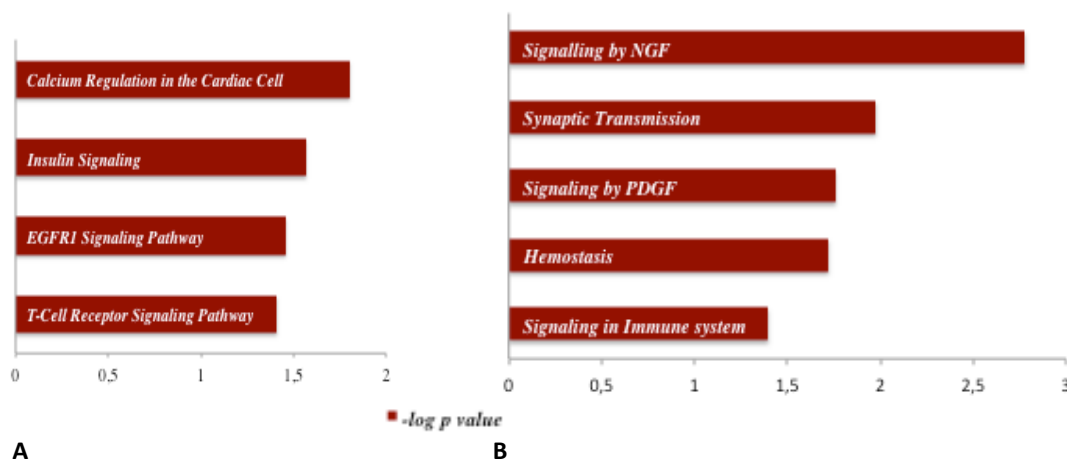 Calcium Regulation in the Cardiac Cell
Insulin Signaling
EGFR1 Signaling Pathway
T-Cell Receptor Signaling Pathway
0 0,5 1 1,5 2
Signalling by NGF
Synaptic Transmission
Signaling by PDGF
Hemostasis
Signaling in Immune system
0 0,5 1 1,5 2 2,5 3
-log p value
A B